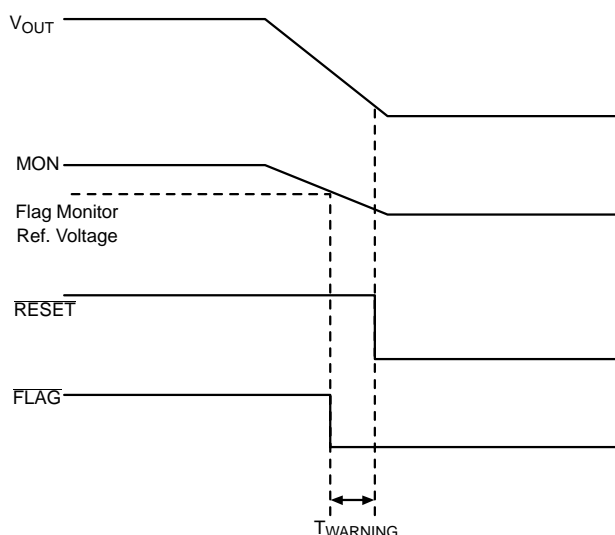 VOUT
MON
Flag Monitor
Ref. Voltage
RESET
FLAG
TWARNING